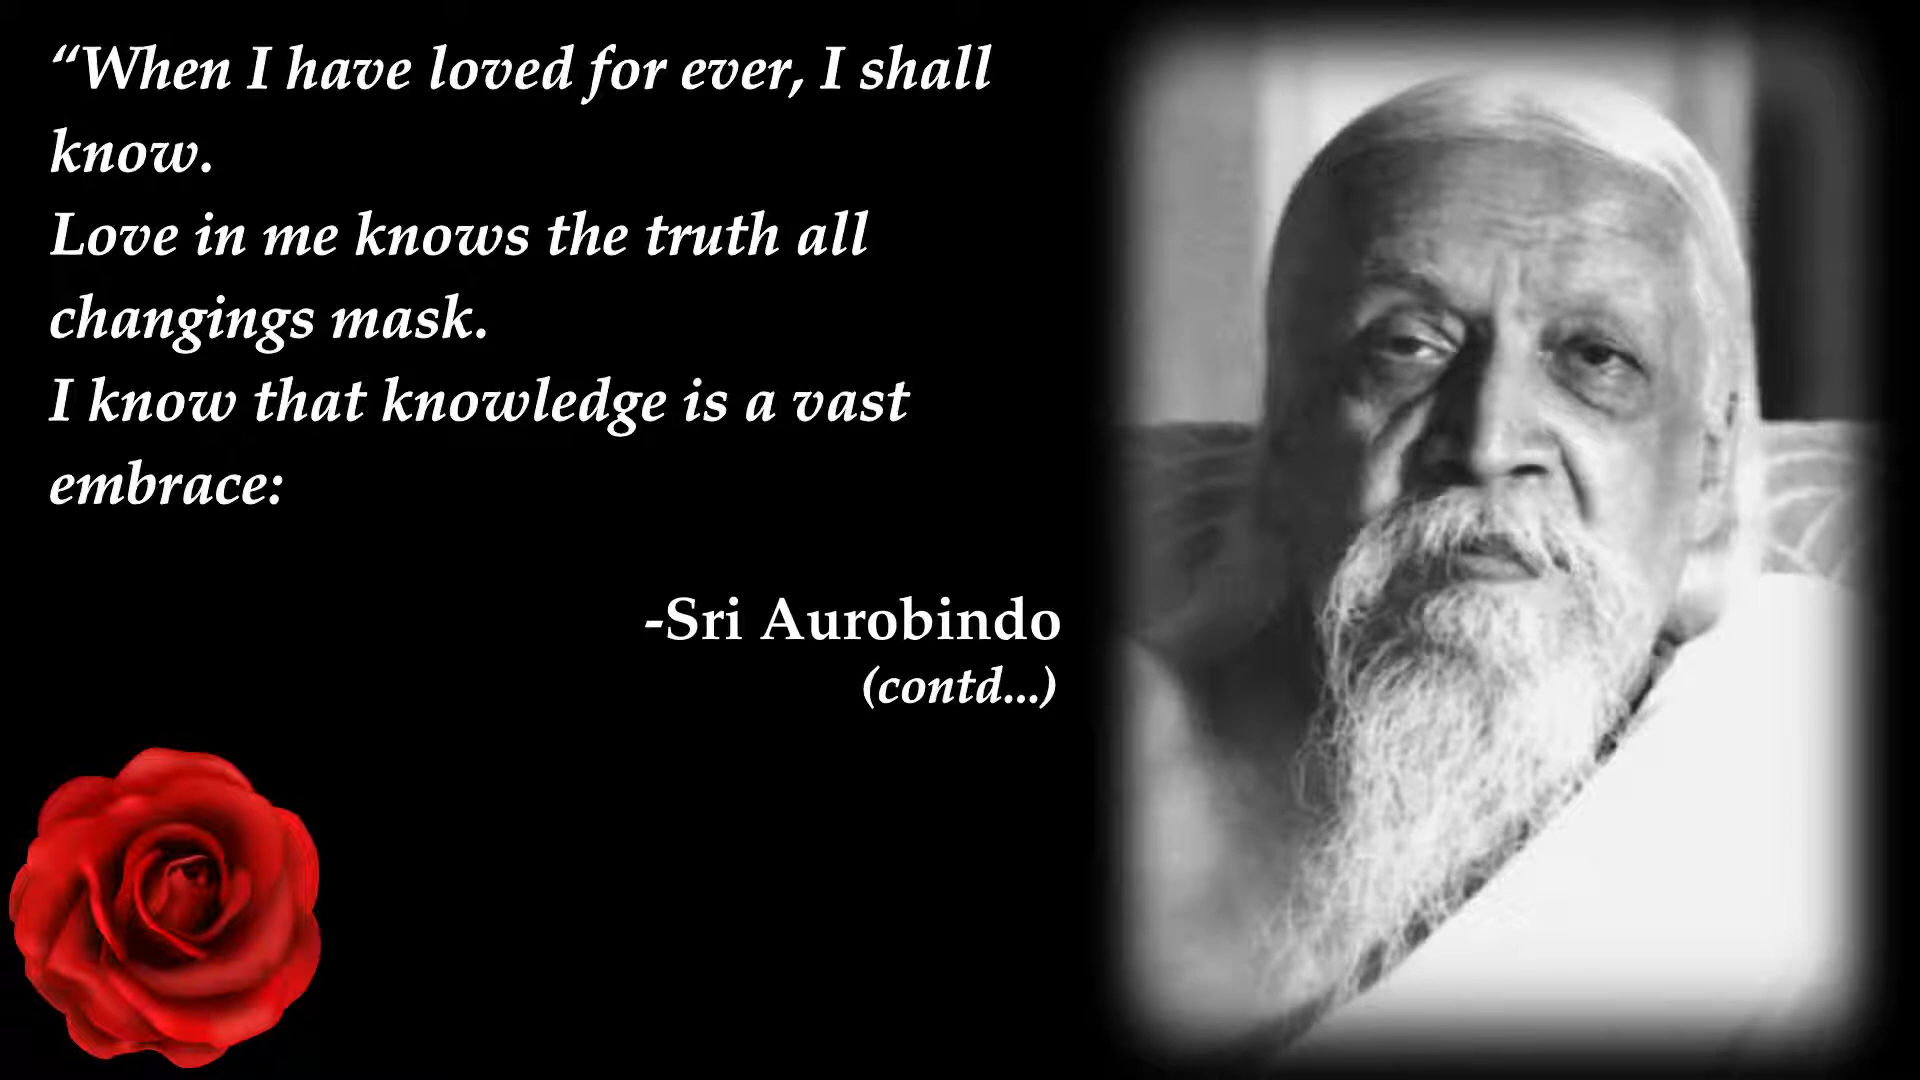 “When I have loved for ever, I shall
know.
Love in me knows the truth all
changings mask.
I know that knowledge is a vast
embrace:
-Sri Aurobindo
(contd...)